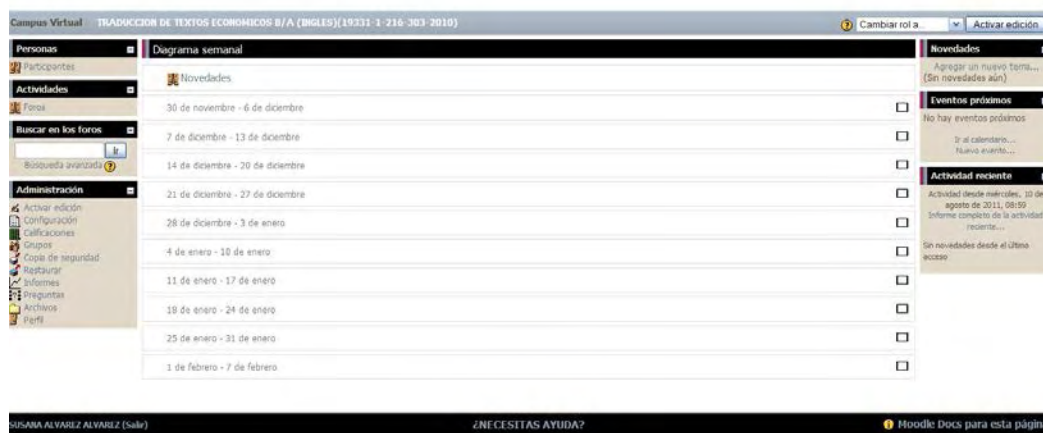 Campus Virtual TRADUCCION DE TEXTOS ECONOMICOS B/A (INGLES)(19331-1-216-303-2010)
Cambiar rol a...
Activar edición
Personas
Participantes
Actividades
Foros
Buscar en los foros
Ir
Búsqueda avanzada
Administración
Activar edición
Configuración
Calificaciones
Grupos
Copia de seguridad
Restaurar
Informes
Preguntas
Archivos
Perfil
Diagrama semanal
Novedades
30 de noviembre - 6 de diciembre
7 de diciembre - 13 de diciembre
14 de diciembre - 20 de diciembre
21 de diciembre - 27 de diciembre
28 de diciembre - 3 de enero
4 de enero - 10 de enero
11 de enero - 17 de enero
18 de enero - 24 de enero
25 de enero - 31 de enero
1 de febrero - 7 de febrero
Novedades
Agregar un nuevo tema...
(Sin novedades aún)
Eventos próximos
No hay eventos próximos
Ir al calendario...
Nuevo evento...
Actividad reciente
Actividad desde miércoles, 10 de
agosto de 2011, 08:59
Informe completo de la actividad
reciente...
Sin novedades desde el último
acceso
SUSANA ALVAREZ ALVAREZ (Salir)
¿NECESITAS AYUDA?
Moodle Docs para esta página